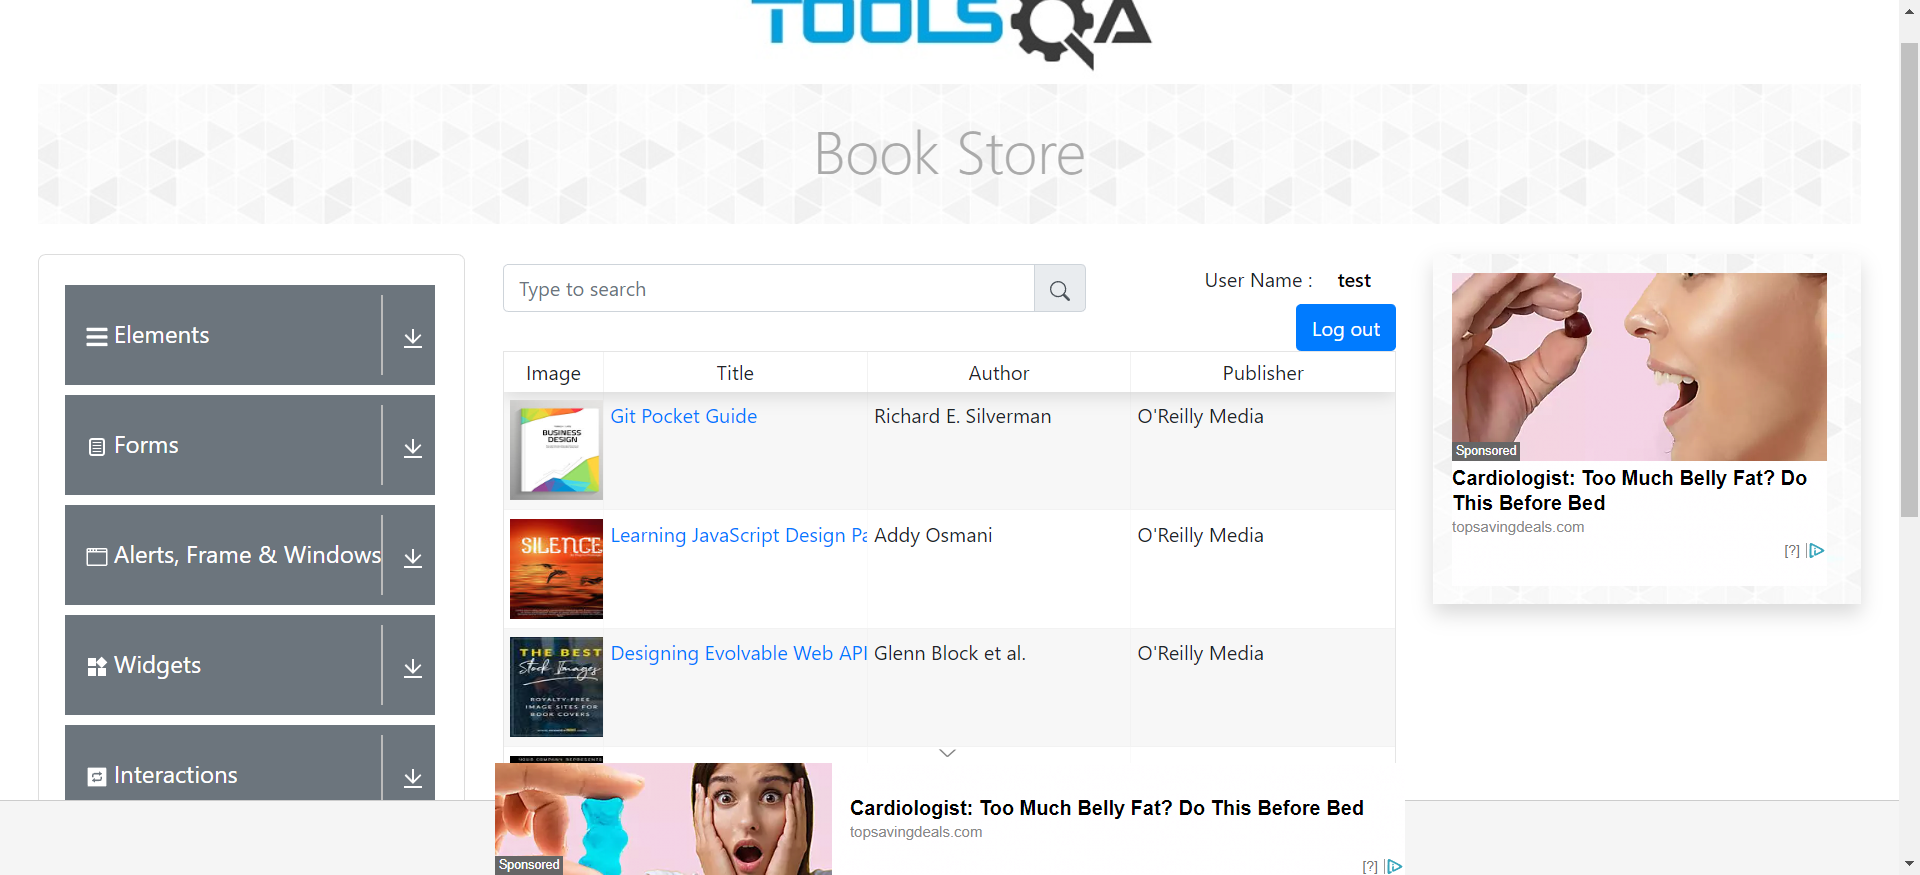 TOOLSQA
Book Store
Elements
Forms
Alerts, Frame & Windows
Widgets
Interactions
Type to search
User Name : test
Log out
Image Title Author Publisher
BUSINESS
DESIGN
Git Pocket Guide Richard E. Silverman O'Reilly Media
SILENCE
Learning JavaScript Design Pa Addy Osmani O'Reilly Media
THE BEST
Stock Images
ROYALTY-FREE
IMAGE SITES FOR
BOOK COVERS
Designing Evolvable Web API Glenn Block et al. O'Reilly Media
Sponsored
Cardiologist: Too Much Belly Fat? Do
This Before Bed
topsavingdeals.com
[?]
Sponsored
Cardiologist: Too Much Belly Fat? Do This Before Bed
topsavingdeals.com
[?]